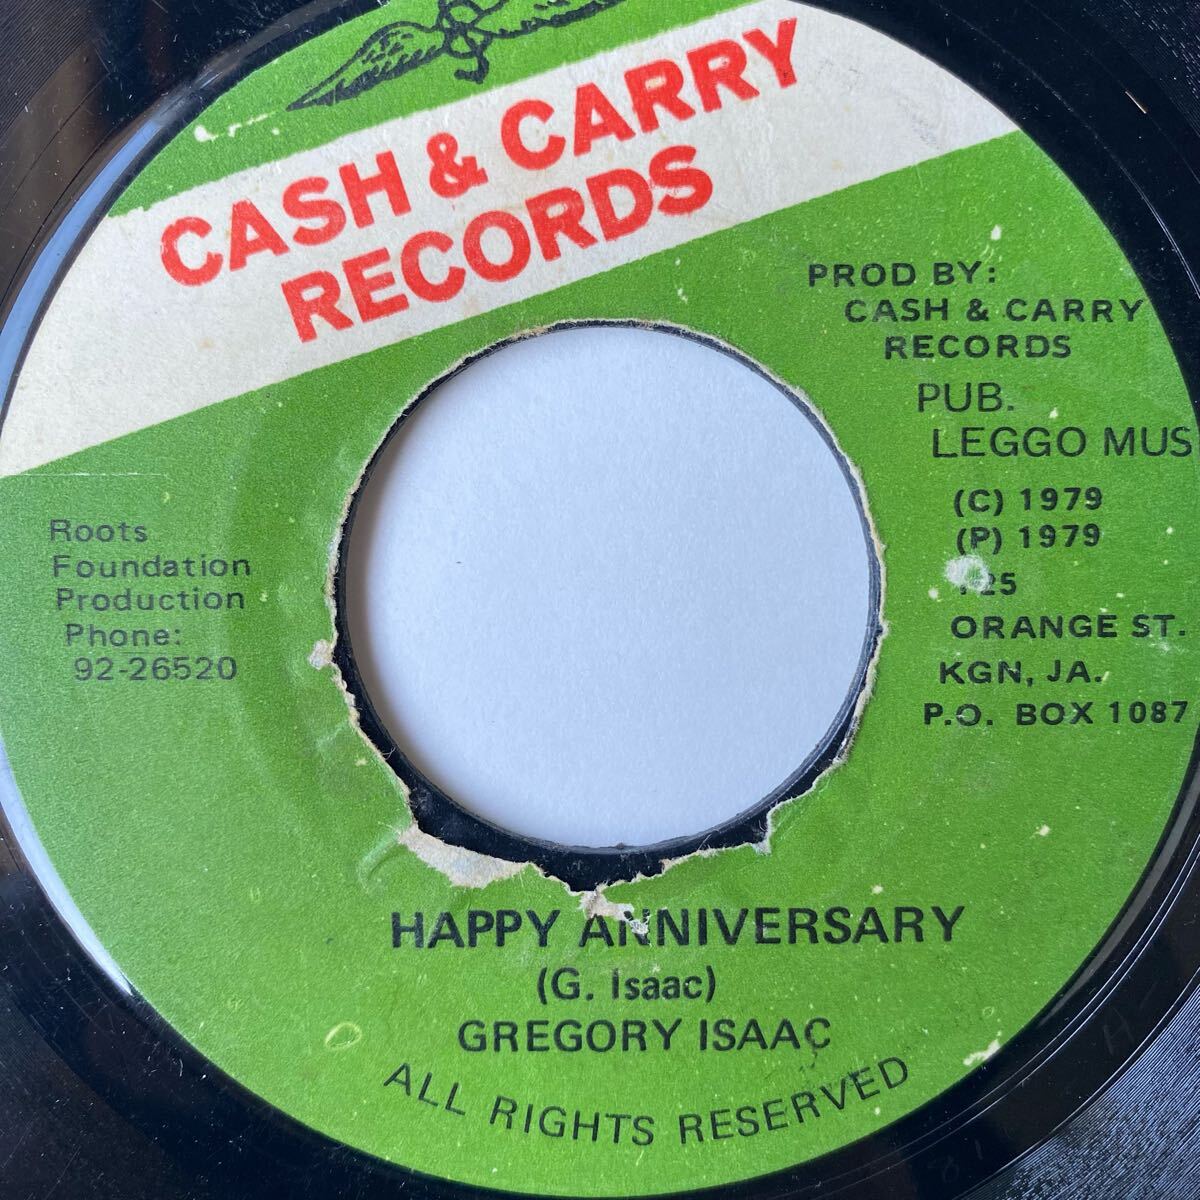 CASH & CARRY
RECORDS
PROD BY:
CASH & CARRY
RECORDS
PUB.
LEGGO MUS
(C) 1979
(P) 1979
25
ORANGE ST.
KGN, JA.
P.O. BOX 1087
Roots
Foundation
Production
Phone:
92-26520
HAPPY ANNIVERSARY
(G. Isaac)
GREGORY ISAAC
ALL RIGHTS RESERVED